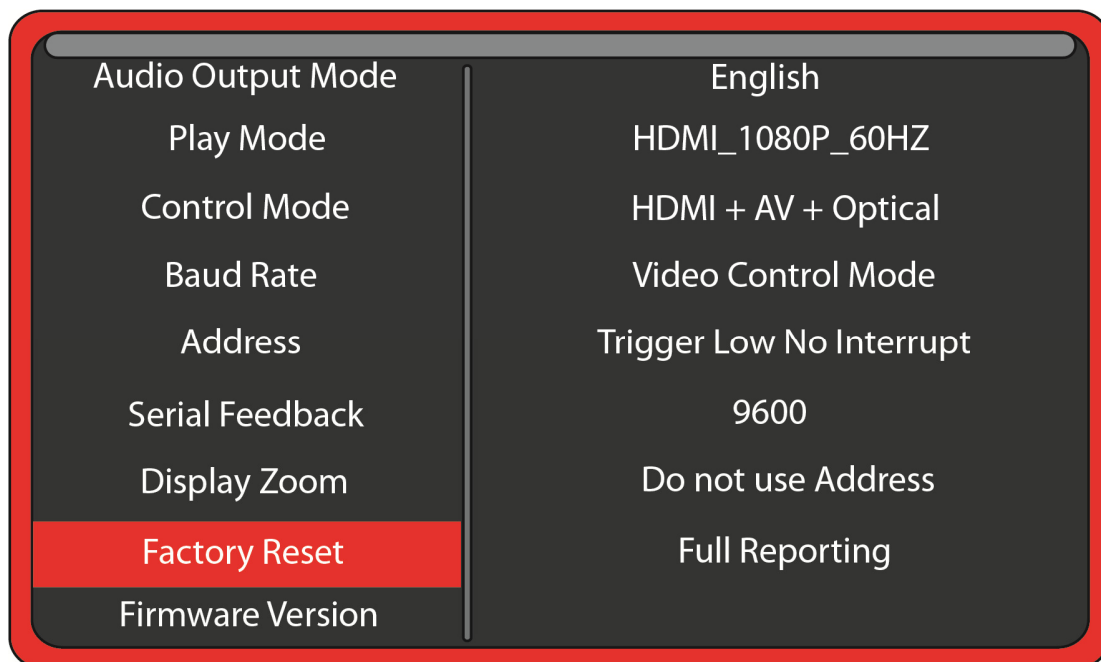 Audio Output Mode English
Play Mode HDMI_1080P_60HZ
Control Mode HDMI + AV + Optical
Baud Rate Video Control Mode
Address Trigger Low No Interrupt
Serial Feedback 9600
Display Zoom Do not use Address
Factory Reset Full Reporting
Firmware Version